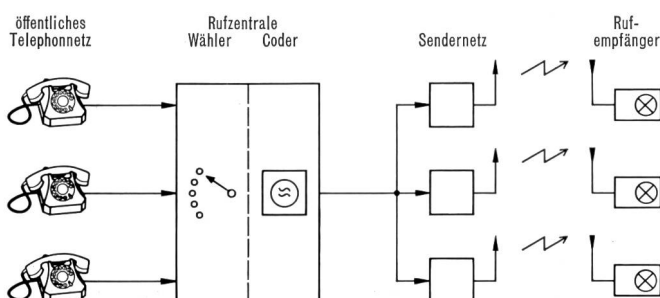 öffentliches
Telephonnetz
Rufzentrale
Wähler Coder
Sendernetz
Ruf-
empfänger